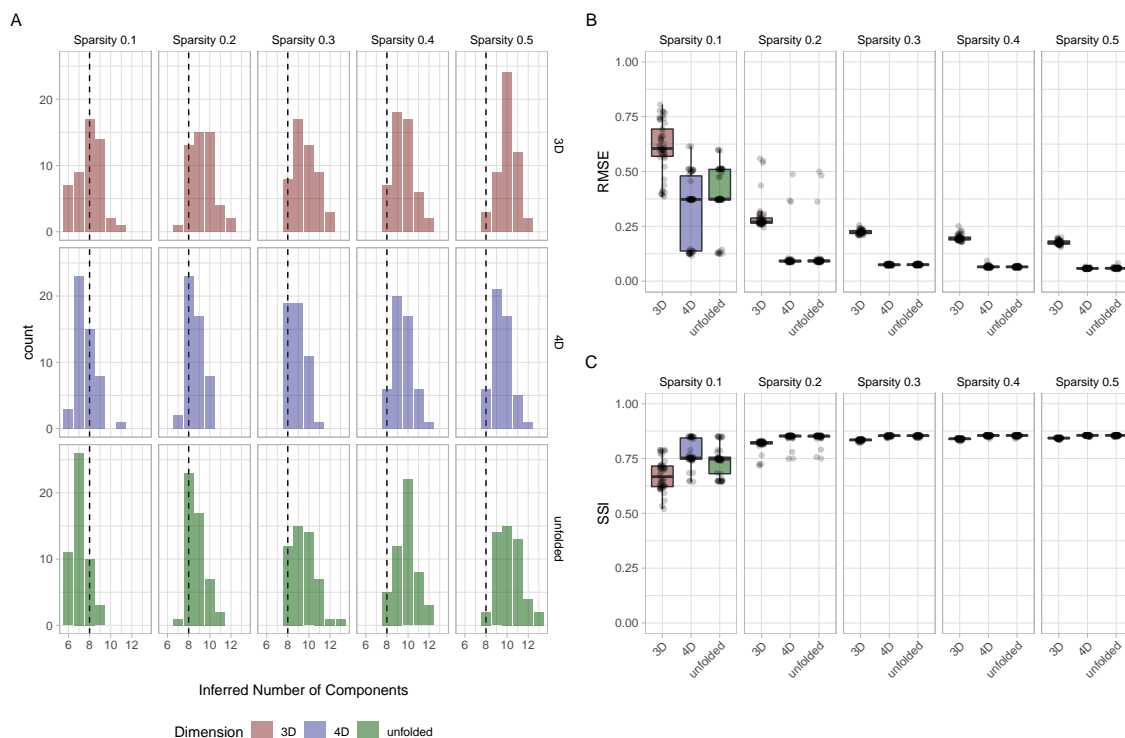 A
Sparsity 0.1 Sparsity 0.2 Sparsity 0.3 Sparsity 0.4 Sparsity 0.5
20
10
0
3D
20
10
0
4D
20
10
0
unfolded
count
6 8 10 12 6 8 10 12 6 8 10 12 6 8 10 12 6 8 10 12
Inferred Number of Components
Dimension 3D 4D unfolded
B
Sparsity 0.1 Sparsity 0.2 Sparsity 0.3 Sparsity 0.4 Sparsity 0.5
1.00
0.75
0.50
0.25
0.00
RMSE
3D 4D unfolded 3D 4D unfolded 3D 4D unfolded 3D 4D unfolded 3D 4D unfolded
C
Sparsity 0.1 Sparsity 0.2 Sparsity 0.3 Sparsity 0.4 Sparsity 0.5
1.00
0.75
0.50
0.25
0.00
SSI
3D 4D unfolded 3D 4D unfolded 3D 4D unfolded 3D 4D unfolded 3D 4D unfolded